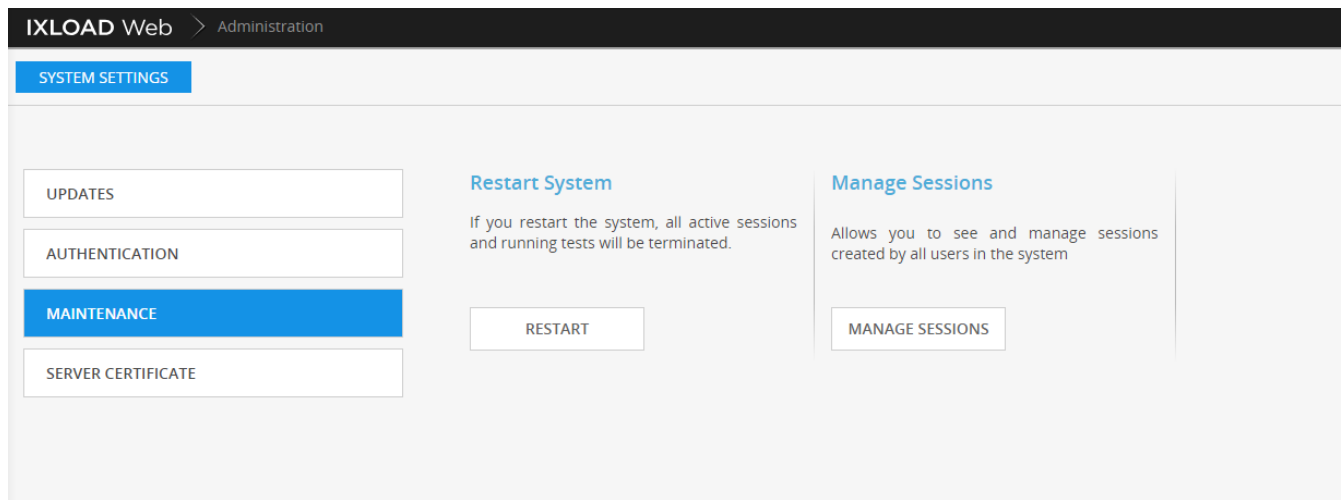 IXLOAD Web > Administration
SYSTEM SETTINGS
UPDATES
AUTHENTICATION
MAINTENANCE
SERVER CERTIFICATE
Restart System
If you restart the system, all active sessions
and running tests will be terminated.
RESTART
Manage Sessions
Allows you to see and manage sessions
created by all users in the system
MANAGE SESSIONS